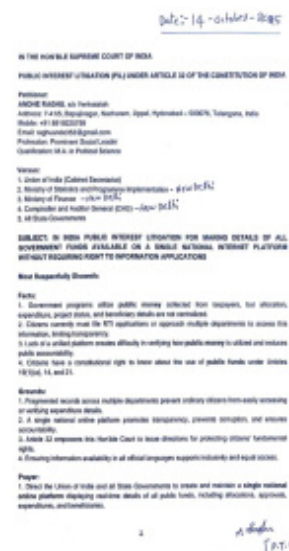 Date:- 14-october-2025
IN THE HON'BLE SUPREME COURT OF INDIA
PUBLIC INTEREST LITIGATION (PIL) UNDER ARTICLE 32 OF THE CONSTITUTION OF INDIA
Petitioner:
ANDHE RAGHU, s/o Venkataiah
Address: Bapujinagar, Nacharam, Uppal, Hyderabad – 500076, Telangana, India
Mobile:
Email:
Profession: Prominent Social Leader
Qualification: M.A. in Political Science
Versus:
1. Union of India (Cabinet Secretariat)
2. Ministry of Statistics and Programme Implementation - New Delhi
3. Ministry of Finance - New Delhi
4. Comptroller and Auditor General (CAG) - New Delhi
5. All State Governments
SUBJECT: IN INDIA PUBLIC INTEREST LITIGATION FOR MAKING DETAILS OF ALL
GOVERNMENT FUNDS AVAILABLE ON A SINGLE NATIONAL INTERNET PLATFORM
WITHOUT REQUIRING RIGHT TO INFORMATION APPLICATIONS
Most Respectfully Showeth:
Facts:
1. Government programs utilize public money collected from taxpayers, but allocation,
expenditure, project status, and beneficiary details are not centralized.
2. Citizens currently must file RTI applications or approach multiple departments to access this
information, limiting transparency.
3. Lack of a unified platform creates difficulty in verifying how public money is utilized and reduces
public accountability.
4. Citizens have a constitutional right to know about the use of public funds under Articles
19(1)(a), 14, and 21.
Grounds:
1. Fragmented records across multiple departments prevent ordinary citizens from easily accessing
or verifying expenditure details.
2. A single national online platform promotes transparency, prevents corruption, and ensures
accountability.
3. Article 32 empowers this Hon'ble Court to issue directions for protecting citizens' fundamental
rights.
4. Ensuring information availability in all official languages supports inclusivity and equal access.
Prayer:
1. Direct the Union of India and all State Governments to create and maintain a single national
online platform displaying real-time details of all public funds, including allocations, approvals,
expenditures, and beneficiaries.
(P.T.